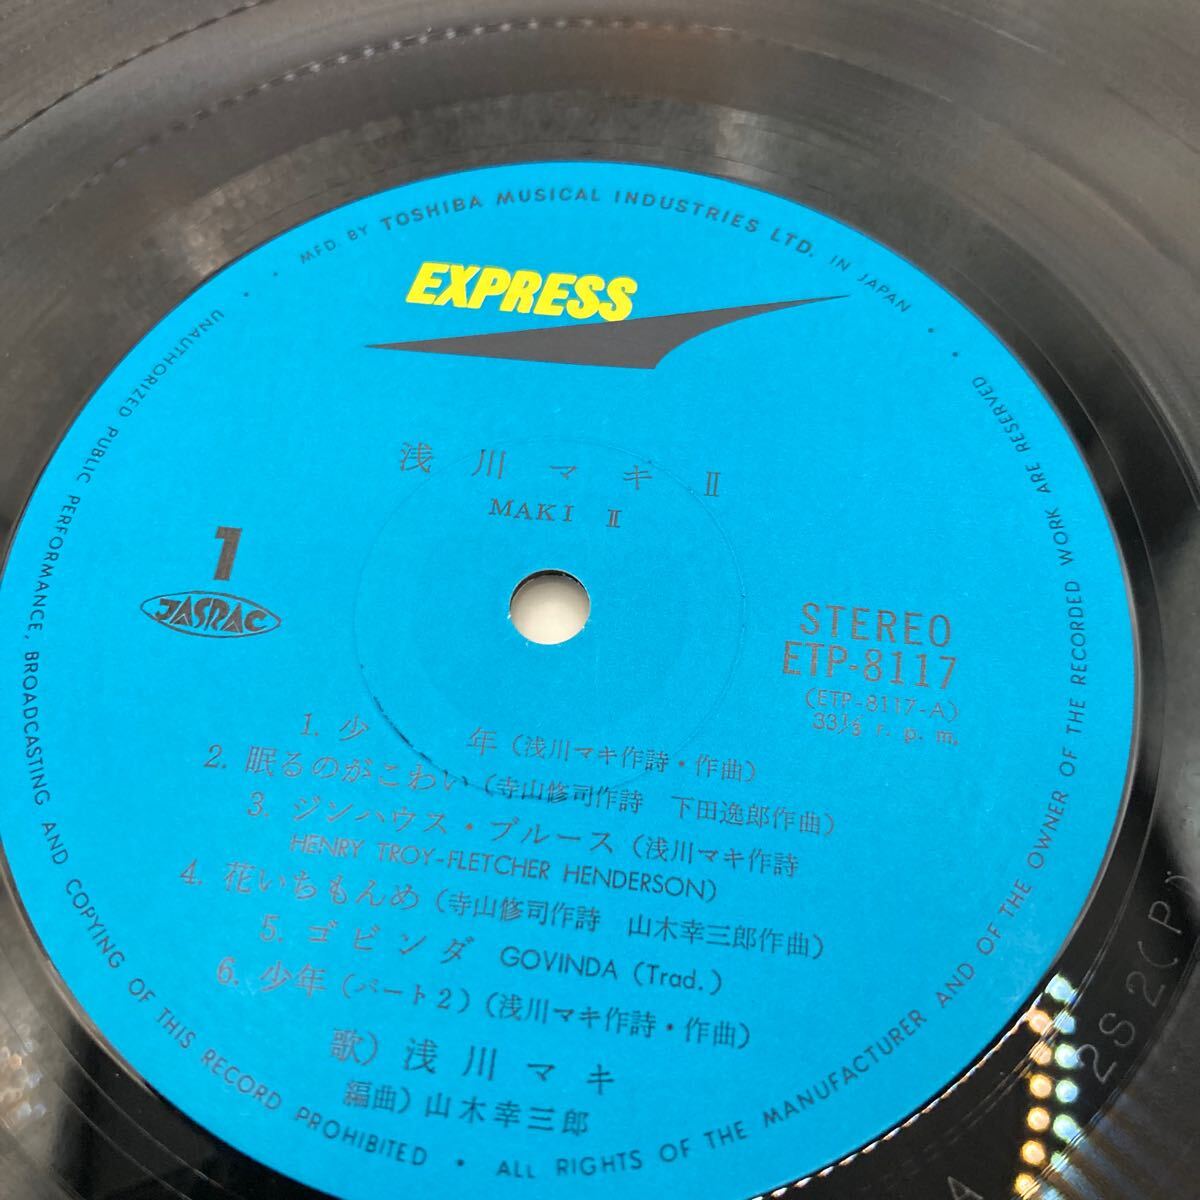 MFD. BY TOSHIBA MUSICAL INDUSTRIES LTD. IN JAPAN
EXPRESS
浅川マキⅡ
MAKI Ⅱ
1
JASRAC
STEREO
ETP-8117
(ETP-8117-A)
33⅓ r. p. m.
1. 少 年 (浅川マキ作詩・作曲)
2. 眠るのがこわい (寺山修司作詩 下田逸郎作曲)
3. ジンハウス・ブルース (浅川マキ作詩
HENRY TROY-FLETCHER HENDERSON)
4. 花いちもんめ (寺山修司作詩 山木幸三郎作曲)
5. ゴビンダ GOVINDA (Trad.)
6. 少年 (パート2) (浅川マキ作詩・作曲)
歌) 浅川マキ
編曲) 山木幸三郎
UNAUTHORIZED PUBLIC PERFORMANCE, BROADCASTING AND COPYING OF THIS RECORD PROHIBITED • ALL RIGHTS OF THE MANUFACTURER AND OF THE OWNER OF THE RECORDED WORK ARE RESERVED
2S2(P)